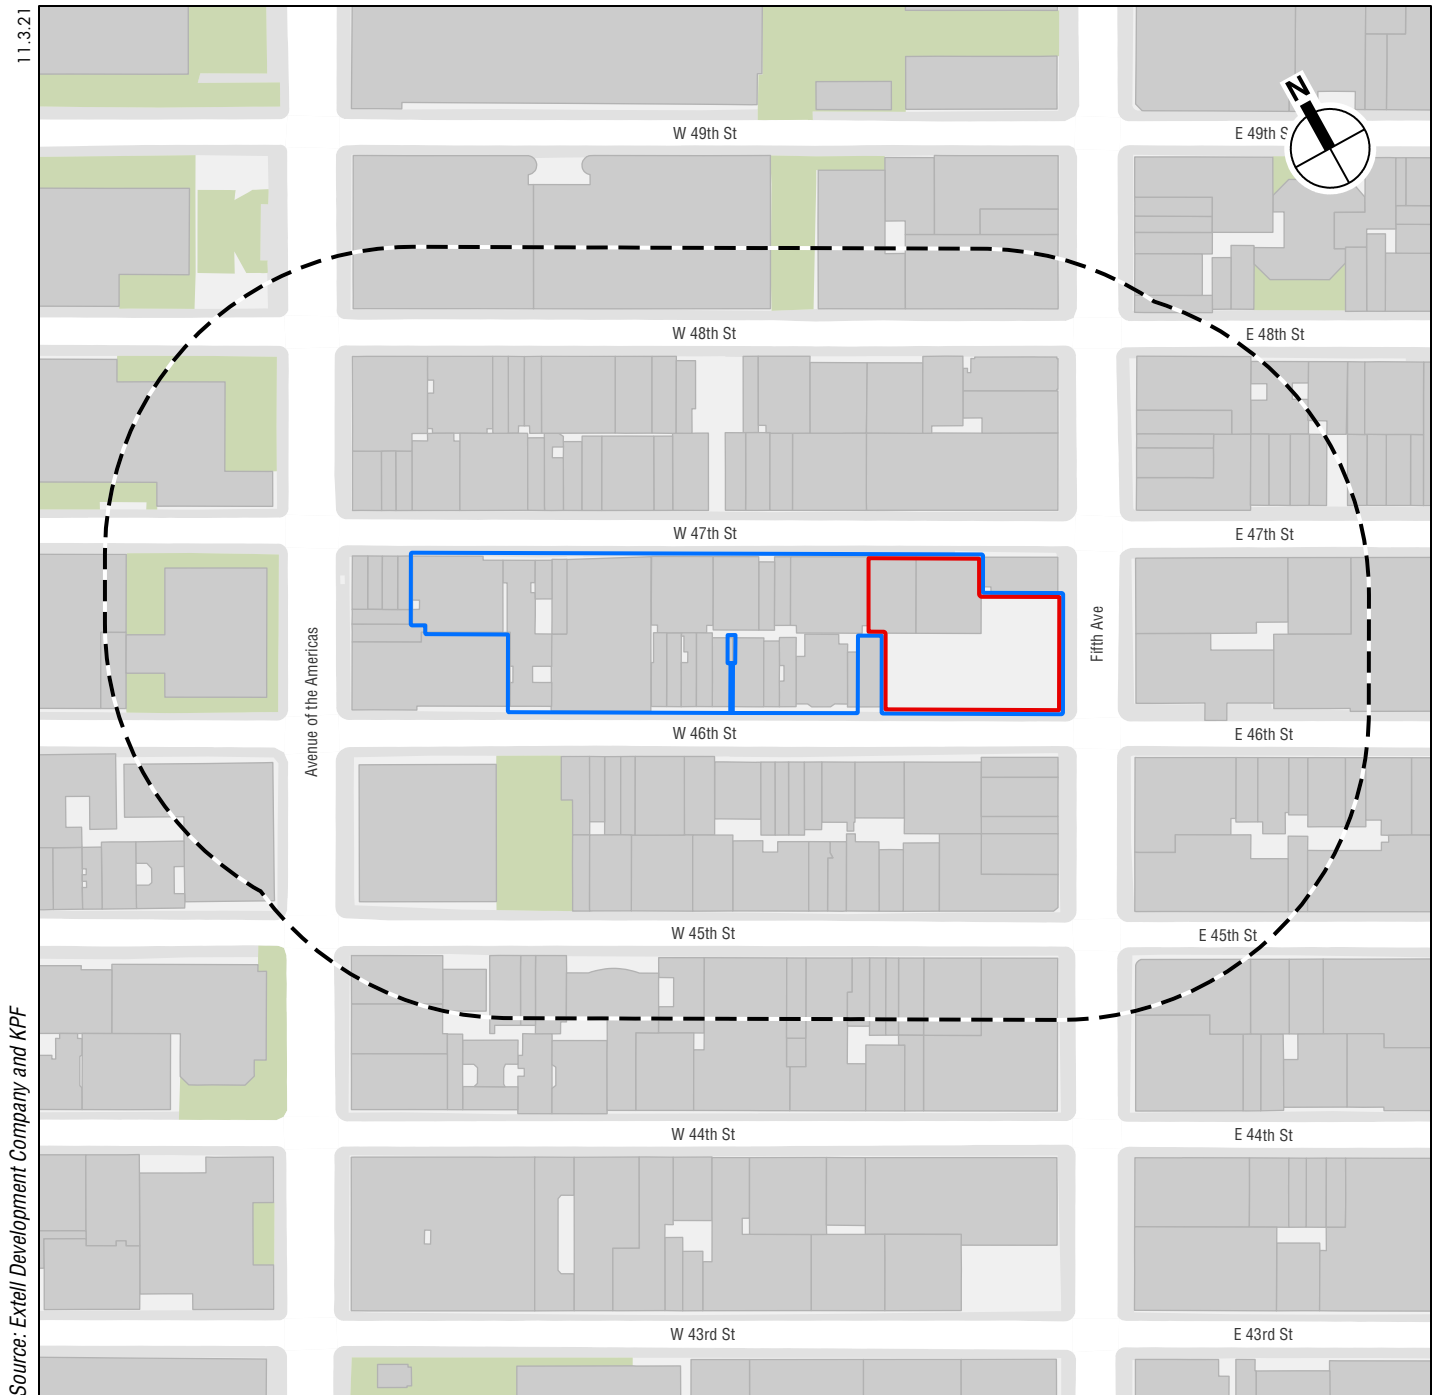 11.3.21
N
W 49th St
E 49th S
W 48th St
E 48th St
W 47th St
E 47th St
Avenue of the Americas
Fifth Ave
W 46th St
E 46th St
W 45th St
E 45th St
W 44th St
E 44th St
W 43rd St
E 43rd St
Source: Extell Development Company and KPF